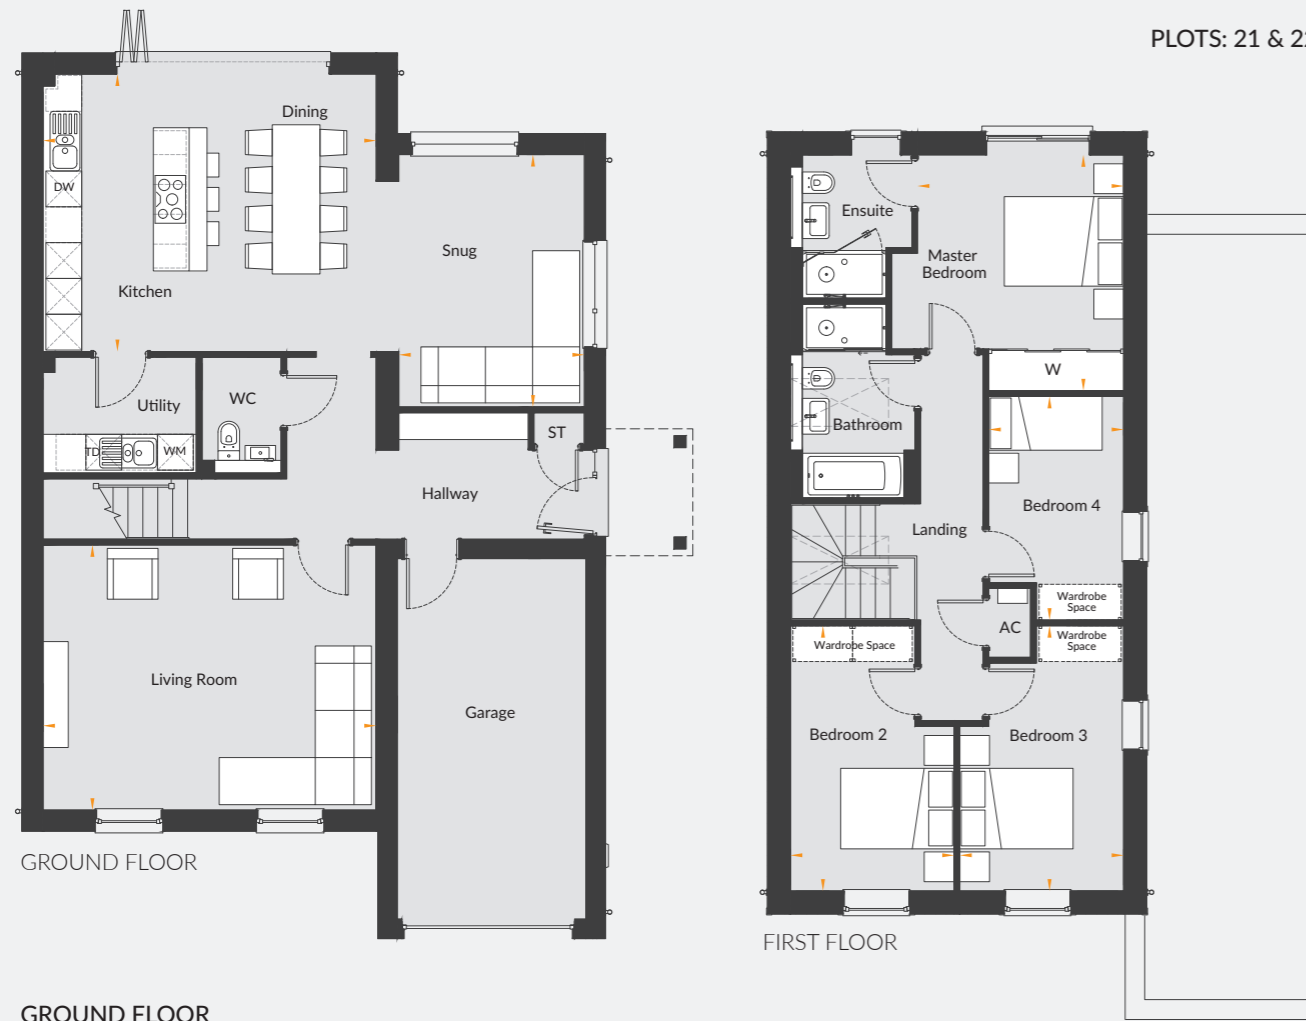 PLOTS: 21 &
Dining
DW
Ensuite
Snug
Master
Bedroom
Kitchen
W
Utility
WC
Bathroom
ST
TD
WM
Hallway
Bedroom 4
Landing
Wardrobe
Space
AC
Wardrobe
Space
Wardrobe Space
Living Room
Garage
Bedroom 2
Bedroom 3
GROUND FLOOR
FIRST FLOOR
GROUND FLOOR